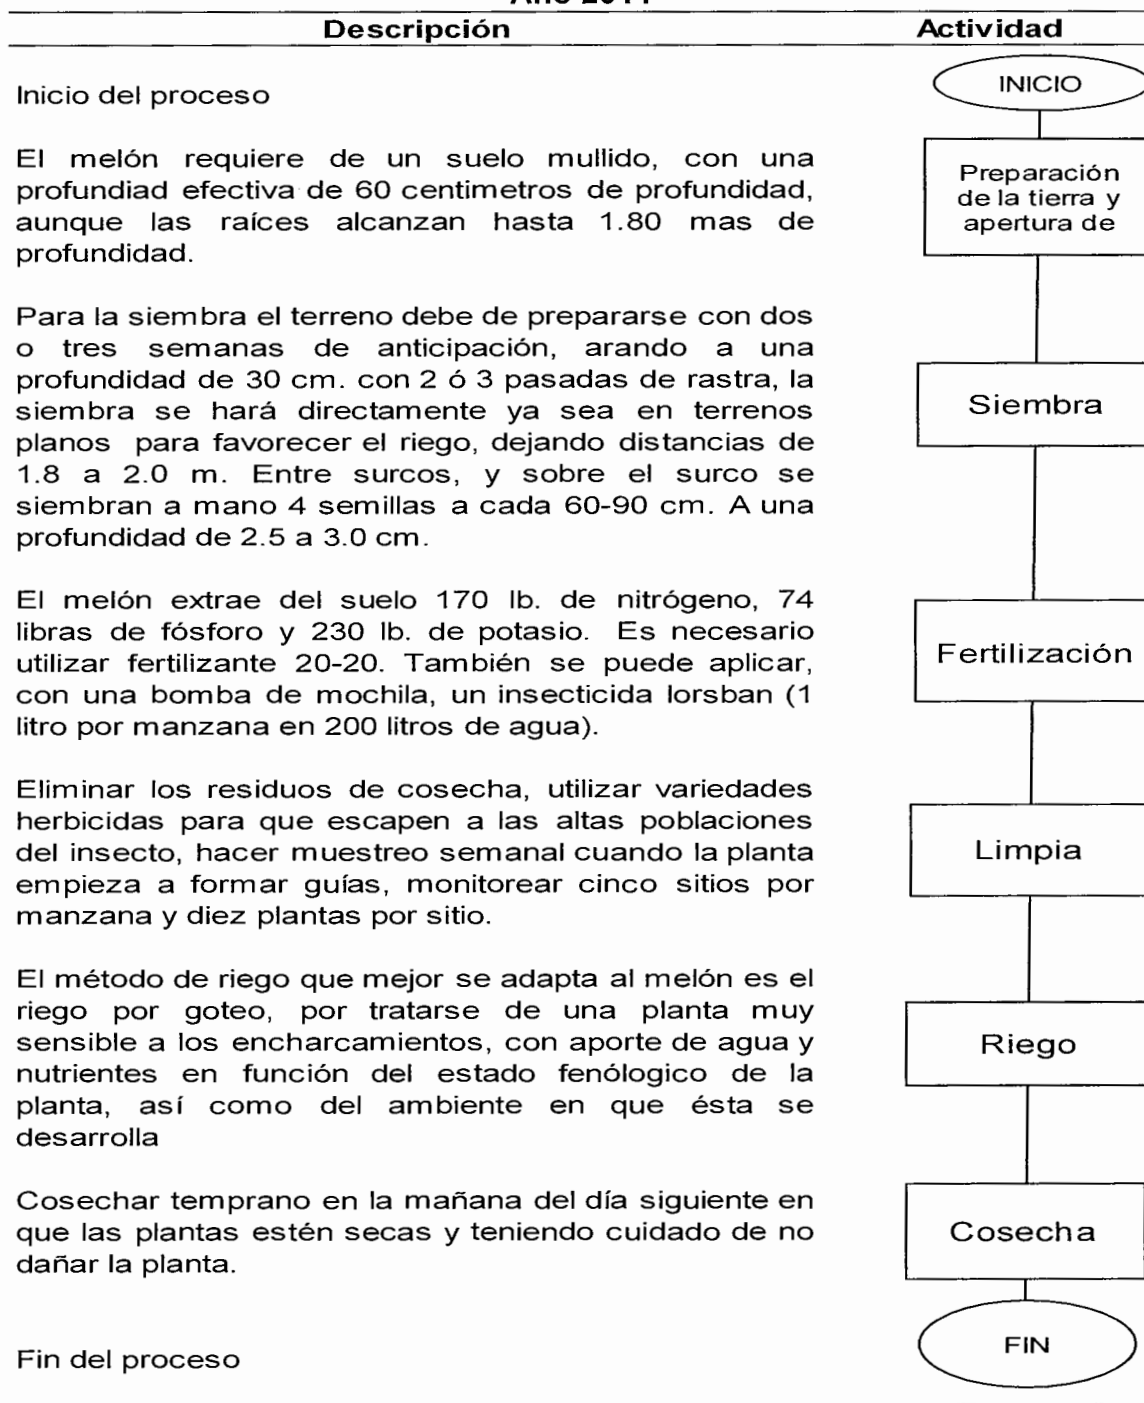 Descripción Actividad
Inicio del proceso
INICIO
El melón requiere de un suelo mullido, con una
profundiad efectiva de 60 centimetros de profundidad,
aunque las raíces alcanzan hasta 1.80 mas de
profundidad.
Preparación
de la tierra y
apertura de
Para la siembra el terreno debe de prepararse con dos
o tres semanas de anticipación, arando a una
profundidad de 30 cm. con 2 ó 3 pasadas de rastra, la
siembra se hará directamente ya sea en terrenos
planos para favorecer el riego, dejando distancias de
1.8 a 2.0 m. Entre surcos, y sobre el surco se
siembran a mano 4 semillas a cada 60-90 cm. A una
profundidad de 2.5 a 3.0 cm.
Siembra
El melón extrae del suelo 170 lb. de nitrógeno, 74
libras de fósforo y 230 lb. de potasio. Es necesario
utilizar fertilizante 20-20. También se puede aplicar,
con una bomba de mochila, un insecticida lorsban (1
litro por manzana en 200 litros de agua).
Fertilización
Eliminar los residuos de cosecha, utilizar variedades
herbicidas para que escapen a las altas poblaciones
del insecto, hacer muestreo semanal cuando la planta
empieza a formar guías, monitorear cinco sitios por
manzana y diez plantas por sitio.
Limpia
El método de riego que mejor se adapta al melón es el
riego por goteo, por tratarse de una planta muy
sensible a los encharcamientos, con aporte de agua y
nutrientes en función del estado fenólogico de la
planta, así como del ambiente en que ésta se
desarrolla
Riego
Cosechar temprano en la mañana del día siguiente en
que las plantas estén secas y teniendo cuidado de no
dañar la planta.
Cosecha
Fin del proceso
FIN